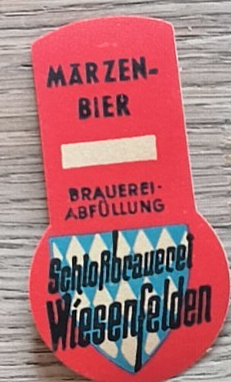 MÄRZEN-
BIER
BRAUEREI-
ABFÜLLUNG
Schloßbrauerei
Wiesenfelden